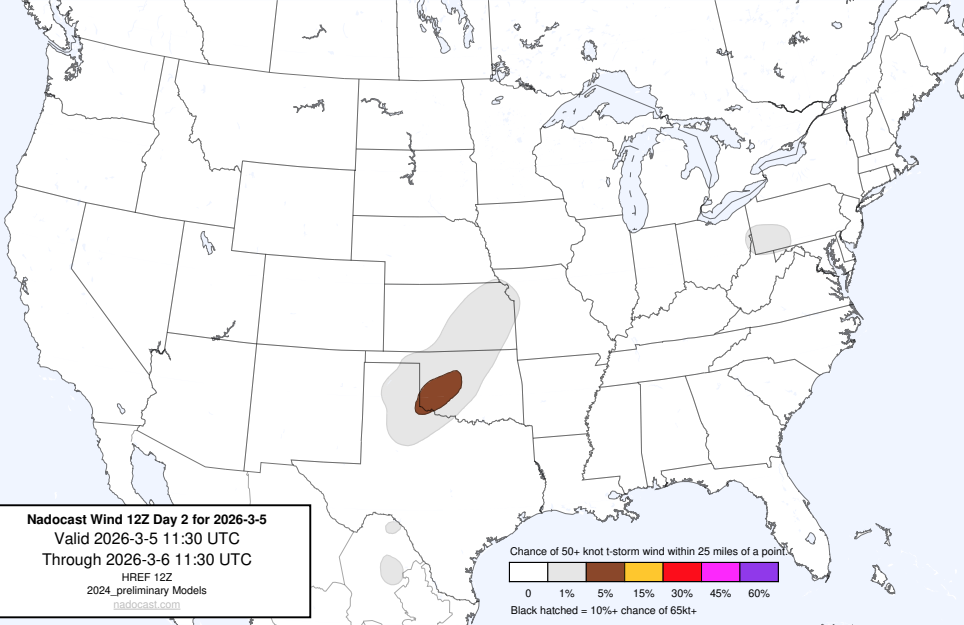 Nadocast Wind 12Z Day 2 for 2026-3-5
Valid 2026-3-5 11:30 UTC
Through 2026-3-6 11:30 UTC
HREF 12Z
2024_preliminary Models
nadocast.com
Chance of 50+ knot t-storm wind within 25 miles of a point.
0 1% 5% 15% 30% 45% 60%
Black hatched = 10%+ chance of 65kt+